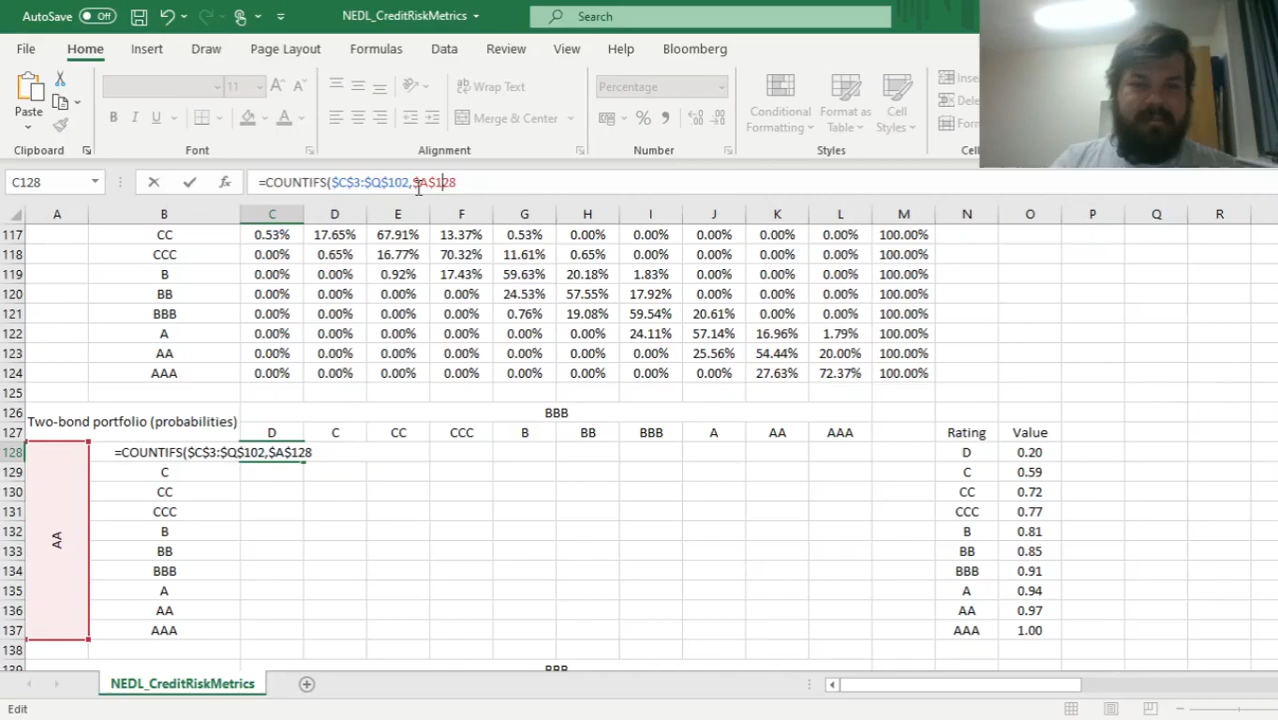 AutoSave Off NEDL_CreditRiskMetrics Search
File Home Insert Draw Page Layout Formulas Data Review View Help Bloomberg
11 A A Wrap Text Percentage Inse
Paste B I U Merge & Center % Conditional Formatting Format as Table Cell Styles Dele
Form
Clipboard Font Alignment Number Styles
C128 fx =COUNTIFS($C$3:$Q$102,$A$128
A B C D E F G H I J K L M N O P Q R
117 CC 0.53% 17.65% 67.91% 13.37% 0.53% 0.00% 0.00% 0.00% 0.00% 0.00% 100.00%
118 CCC 0.00% 0.65% 16.77% 70.32% 11.61% 0.65% 0.00% 0.00% 0.00% 0.00% 100.00%
119 B 0.00% 0.00% 0.92% 17.43% 59.63% 20.18% 1.83% 0.00% 0.00% 0.00% 100.00%
120 BB 0.00% 0.00% 0.00% 0.00% 24.53% 57.55% 17.92% 0.00% 0.00% 0.00% 100.00%
121 BBB 0.00% 0.00% 0.00% 0.00% 0.76% 19.08% 59.54% 20.61% 0.00% 0.00% 100.00%
122 A 0.00% 0.00% 0.00% 0.00% 0.00% 0.00% 24.11% 57.14% 16.96% 1.79% 100.00%
123 AA 0.00% 0.00% 0.00% 0.00% 0.00% 0.00% 0.00% 25.56% 54.44% 20.00% 100.00%
124 AAA 0.00% 0.00% 0.00% 0.00% 0.00% 0.00% 0.00% 0.00% 27.63% 72.37% 100.00%
125
126 Two-bond portfolio (probabilities) BBB
127 D C CC CCC B BB BBB A AA AAA Rating Value
128 =COUNTIFS($C$3:$Q$102,$A$128 D 0.20
129 C C 0.59
130 CC CC 0.72
131 CCC CCC 0.77
132 B B 0.81
AA
133 BB BB 0.85
134 BBB BBB 0.91
135 A A 0.94
136 AA AA 0.97
137 AAA AAA 1.00
138
139 BBB
NEDL_CreditRiskMetrics
Edit